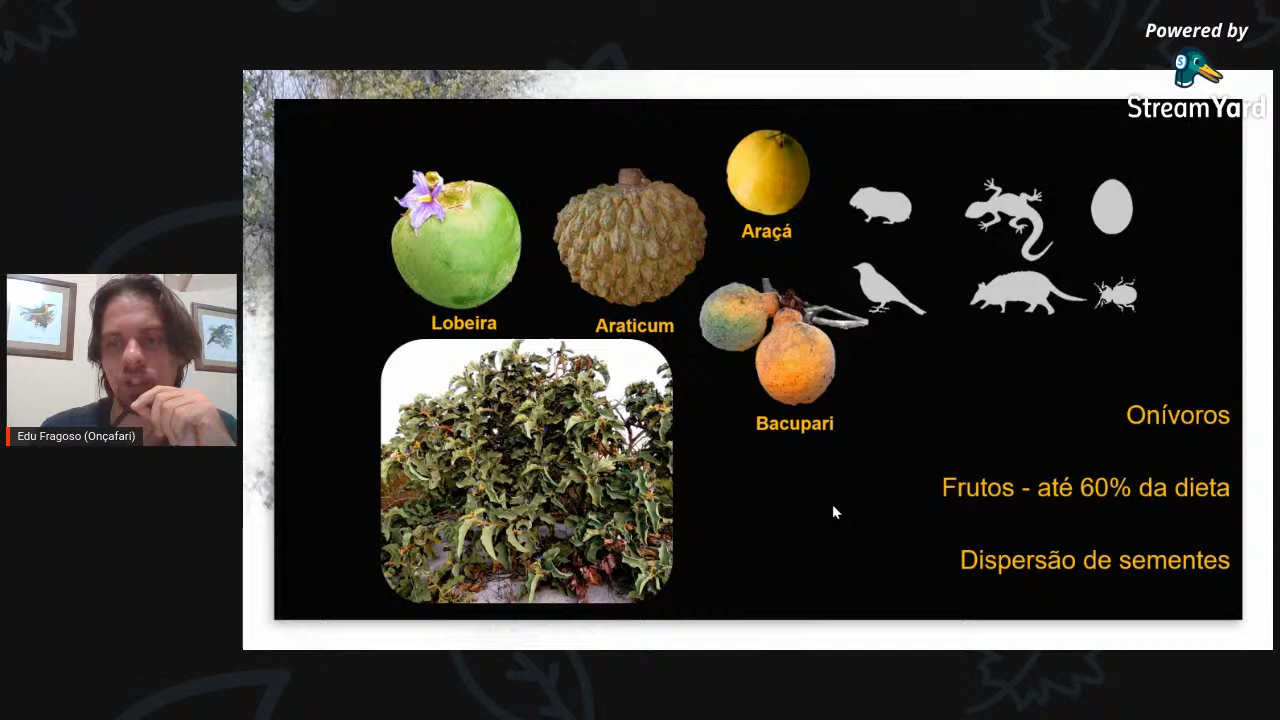 Powered by
StreamYard
Araçá
Lobeira
Araticum
Bacupari
Onívoros
Frutos - até 60% da dieta
Dispersão de sementes
Edu Fragoso (Onçafari)